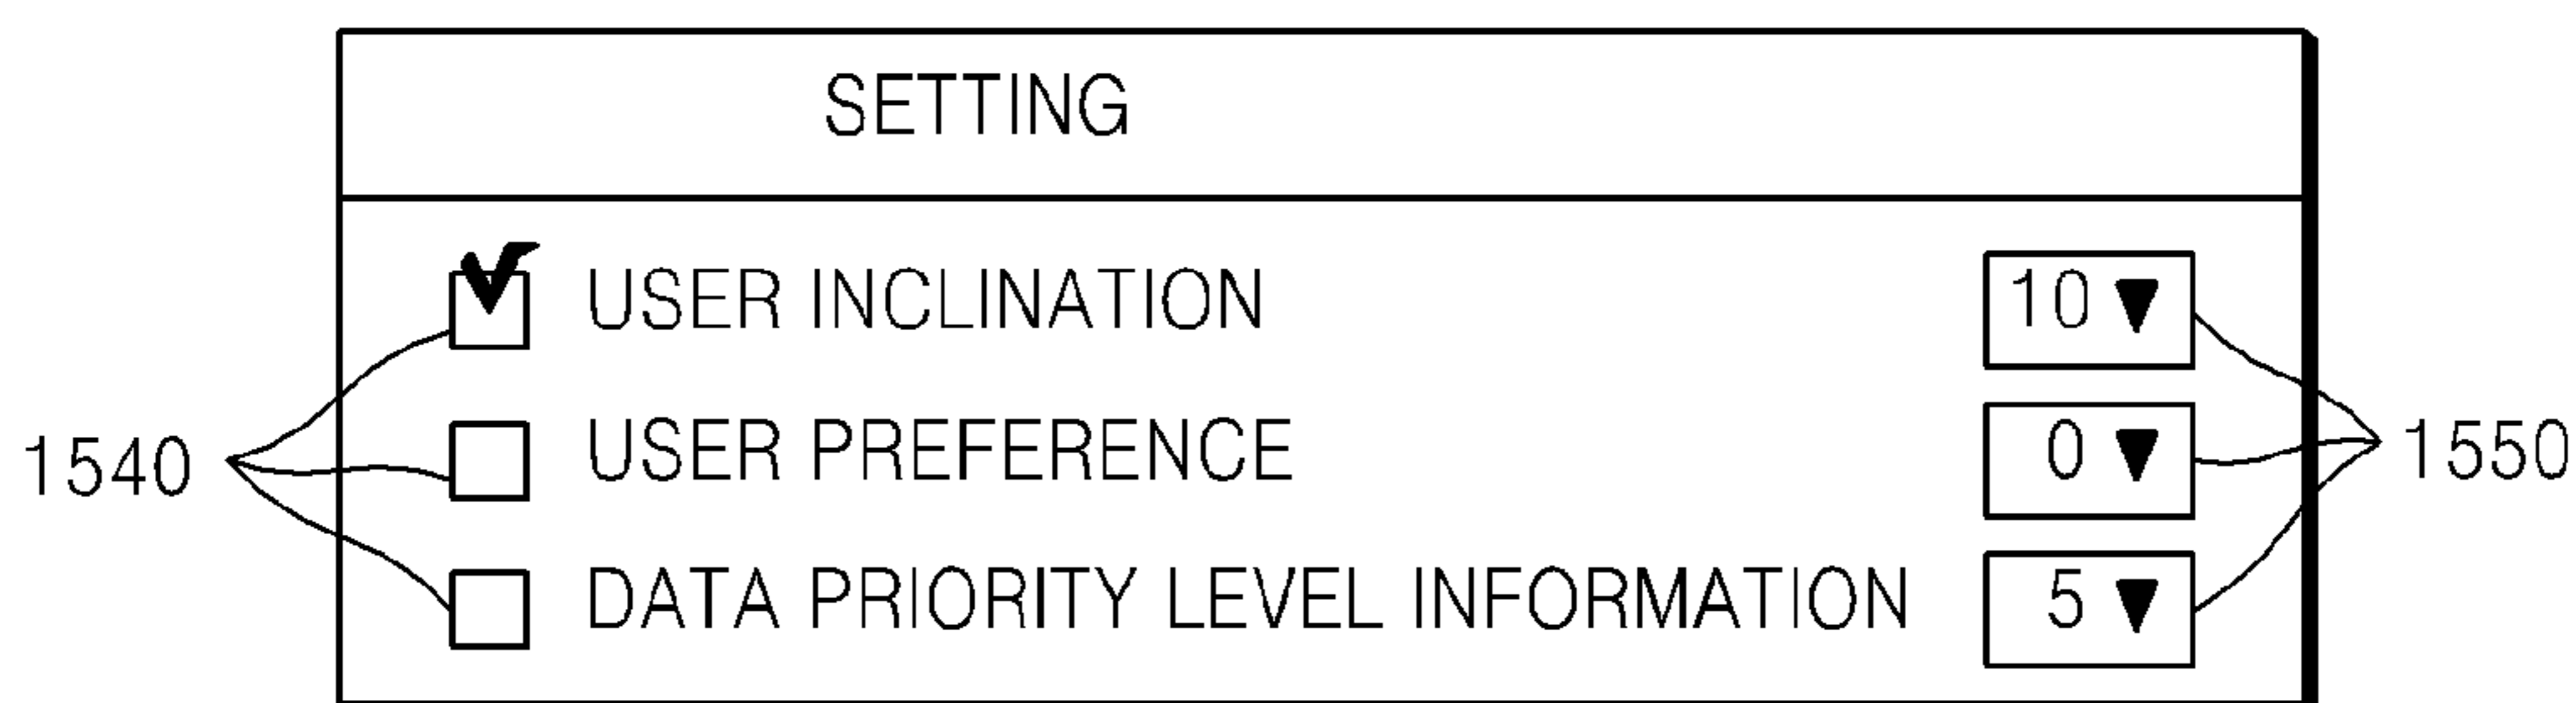 SETTING
USER INCLINATION 10 ▼
1540 USER PREFERENCE 0 ▼ 1550
DATA PRIORITY LEVEL INFORMATION 5 ▼